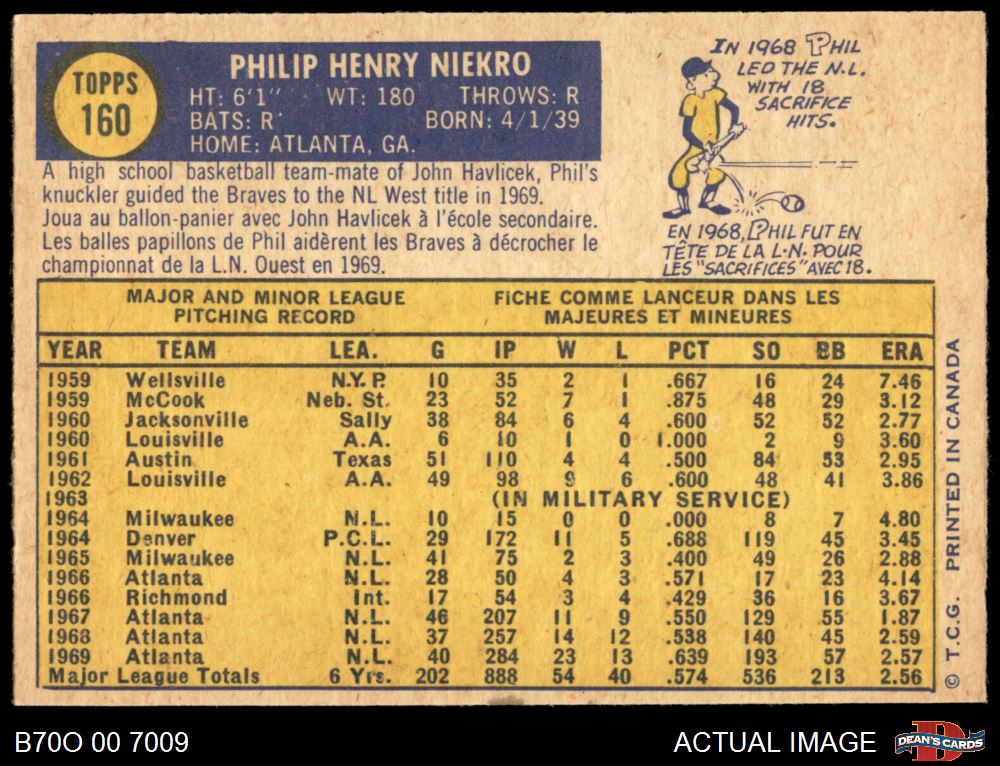 TOPPS
160
PHILIP HENRY NIEKRO
HT: 6'1" WT: 180 THROWS: R
BATS: R BORN: 4/1/39
HOME: ATLANTA, GA.
A high school basketball team-mate of John Havlicek, Phil's
knuckler guided the Braves to the NL West title in 1969.
Joua au ballon-panier avec John Havlicek à l'école secondaire.
Les balles papillons de Phil aidèrent les Braves à décrocher le
championnat de la L.N. Ouest en 1969.
IN 1968 PHIL
LED THE N.L.
WITH 18
SACRIFICE
HITS.
EN 1968, PHIL FUT EN
TÊTE DE LA L.N. POUR
LES "SACRIFICES" AVEC 18.
MAJOR AND MINOR LEAGUE
PITCHING RECORD
FICHE COMME LANCEUR DANS LES
MAJEURES ET MINEURES
YEAR TEAM LEA. G IP W L PCT SO BB ERA
1959 Wellsville N.Y.P. 10 35 2 1 .667 16 24 7.46
1959 McCook Neb. St. 23 52 7 1 .875 48 29 3.12
1960 Jacksonville Sally 38 84 6 4 .600 52 52 2.77
1960 Louisville A.A. 6 10 1 0 1.000 2 9 3.60
1961 Austin Texas 51 110 4 4 .500 84 53 2.95
1962 Louisville A.A. 49 98 9 6 .600 48 41 3.86
1963 (IN MILITARY SERVICE)
1964 Milwaukee N.L. 10 15 0 0 .000 8 7 4.80
1964 Denver P.C.L. 29 172 11 5 .688 119 45 3.45
1965 Milwaukee N.L. 41 75 2 3 .400 49 26 2.88
1966 Atlanta N.L. 28 50 4 3 .571 17 23 4.14
1966 Richmond Int. 17 54 3 4 .429 36 16 3.67
1967 Atlanta N.L. 46 207 11 9 .550 129 55 1.87
1968 Atlanta N.L. 37 257 14 12 .538 140 45 2.59
1969 Atlanta N.L. 40 284 23 13 .639 193 57 2.57
Major League Totals 6 Yrs. 202 888 54 40 .574 536 213 2.56
© T.C.G. PRINTED IN CANADA
B70O 00 7009
ACTUAL IMAGE
DEAN'S CARDS